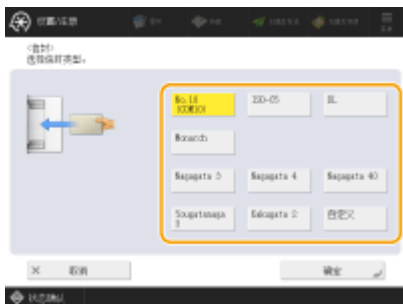 设置/注册
<信封>
选择信封类型。
No.10
(COM10)
ISO-C5
DL
Monarch
Nagagata 3
Nagagata 4
Nagagata 40
Yougatanaga
3
Kakugata 2
自定义
× 取消
确定
状态确认